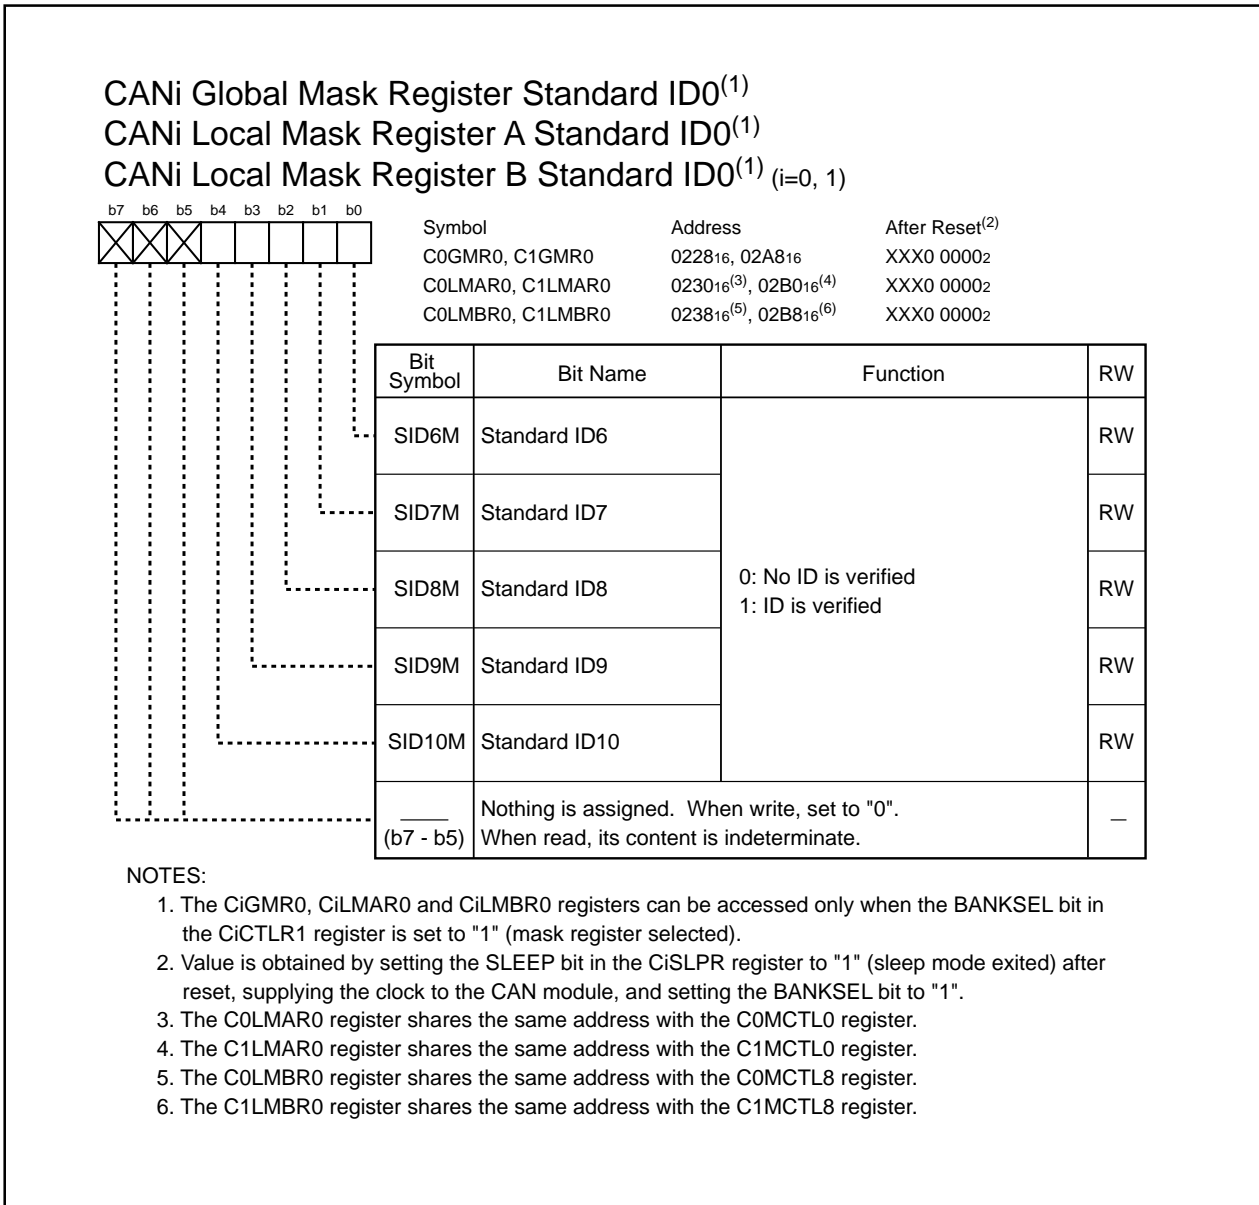 CANi Global Mask Register Standard ID0(1)
CANi Local Mask Register A Standard ID0(1)
CANi Local Mask Register B Standard ID0(1) (i=0, 1)
b7 b6 b5 b4 b3 b2 b1 b0
Symbol Address After Reset(2)
C0GMR0, C1GMR0 022816, 02A816 XXX0 00002
C0LMAR0, C1LMAR0 023016(3), 02B016(4) XXX0 00002
C0LMBR0, C1LMBR0 023816(5), 02B816(6) XXX0 00002
Bit Symbol Bit Name Function RW
SID6M Standard ID6 RW
SID7M Standard ID7 RW
SID8M Standard ID8 RW
0: No ID is verified
1: ID is verified
SID9M Standard ID9 RW
SID10M Standard ID10 RW
Nothing is assigned. When write, set to "0".
(b7 - b5) When read, its content is indeterminate. —
NOTES:
1. The CiGMR0, CiLMAR0 and CiLMBR0 registers can be accessed only when the BANKSEL bit in
the CiCTLR1 register is set to "1" (mask register selected).
2. Value is obtained by setting the SLEEP bit in the CiSLPR register to "1" (sleep mode exited) after
reset, supplying the clock to the CAN module, and setting the BANKSEL bit to "1".
3. The C0LMAR0 register shares the same address with the C0MCTL0 register.
4. The C1LMAR0 register shares the same address with the C1MCTL0 register.
5. The C0LMBR0 register shares the same address with the C0MCTL8 register.
6. The C1LMBR0 register shares the same address with the C1MCTL8 register.